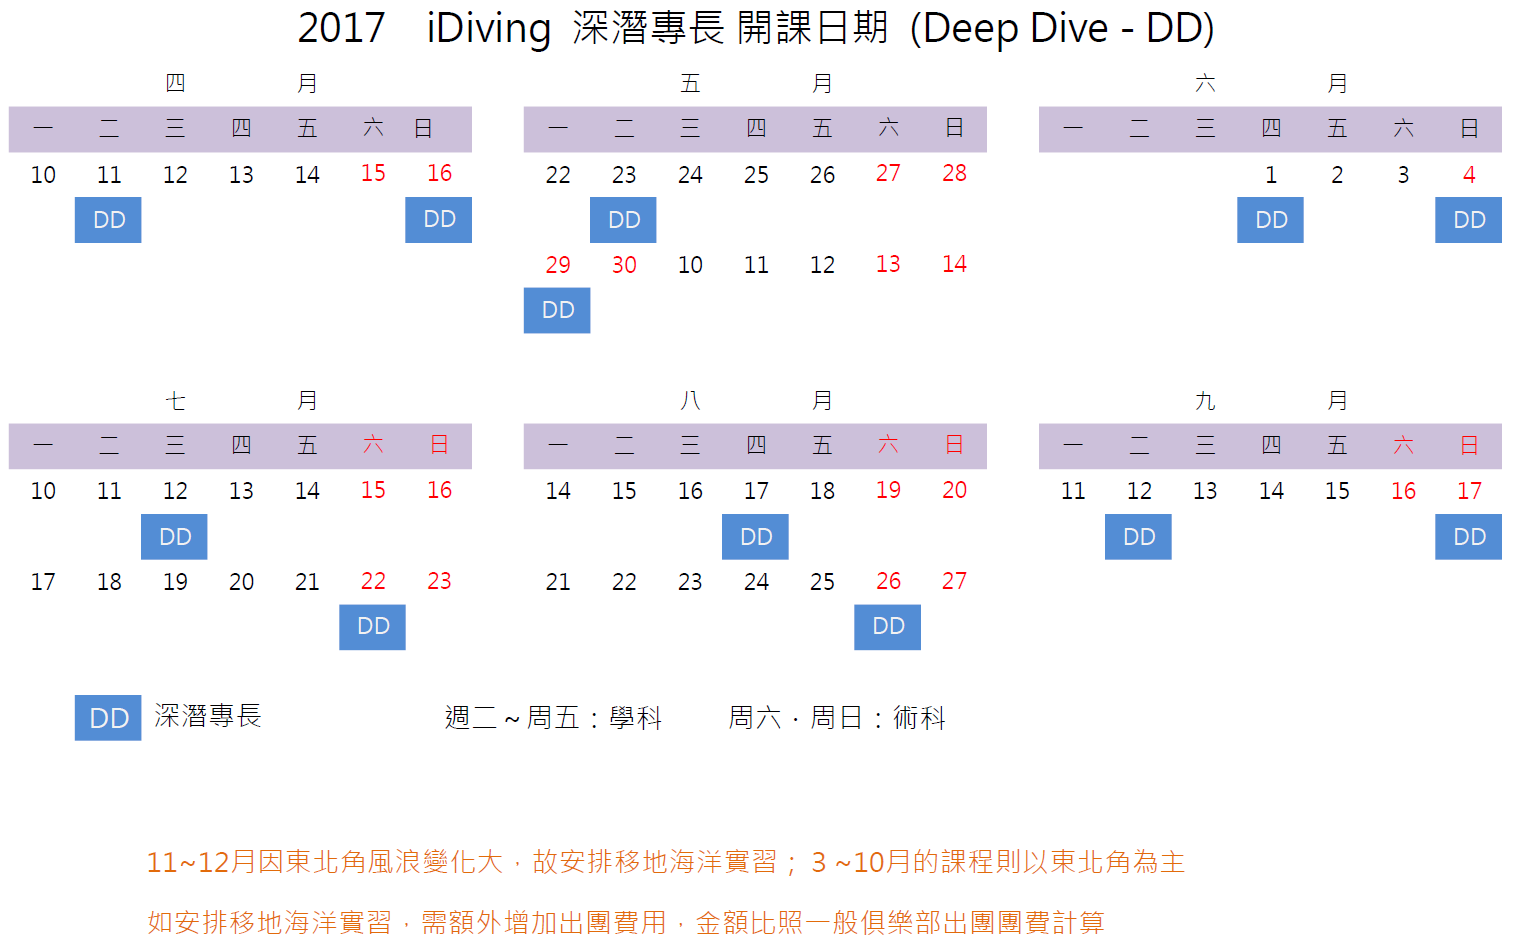 2017 iDiving 深潛專長 開課日期 (Deep Dive - DD)
四 月 五 月 六 月
一 二 三 四 五 六 日 一 二 三 四 五 六 日 一 二 三 四 五 六 日
10 11 12 13 14 15 16 22 23 24 25 26 27 28 1 2 3 4
DD DD DD DD DD
29 30 10 11 12 13 14
DD
七 月 八 月 九 月
一 二 三 四 五 六 日 一 二 三 四 五 六 日 一 二 三 四 五 六 日
10 11 12 13 14 15 16 14 15 16 17 18 19 20 11 12 13 14 15 16 17
DD DD DD DD
17 18 19 20 21 22 23 21 22 23 24 25 26 27
DD DD
DD 深潛專長 週二~周五：學科 周六．周日：術科
11~12月因東北角風浪變化大，故安排移地海洋實習； 3 ~10月的課程則以東北角為主
如安排移地海洋實習，需額外增加出團費用，金額比照一般俱樂部出團團費計算